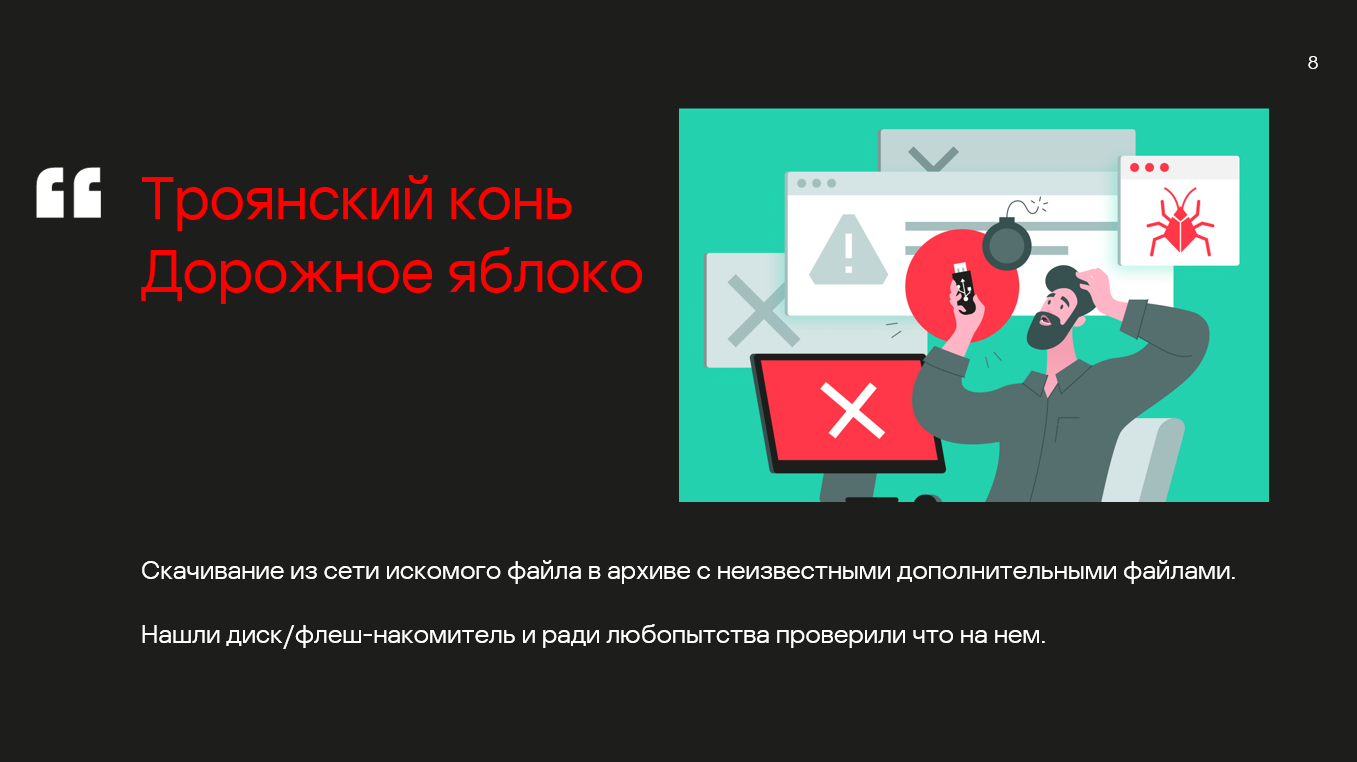 8
“
Троянский конь
Дорожное яблоко
Скачивание из сети искомого файла в архиве с неизвестными дополнительными файлами.
Нашли диск/флеш-накомитель и ради любопытства проверили что на нем.